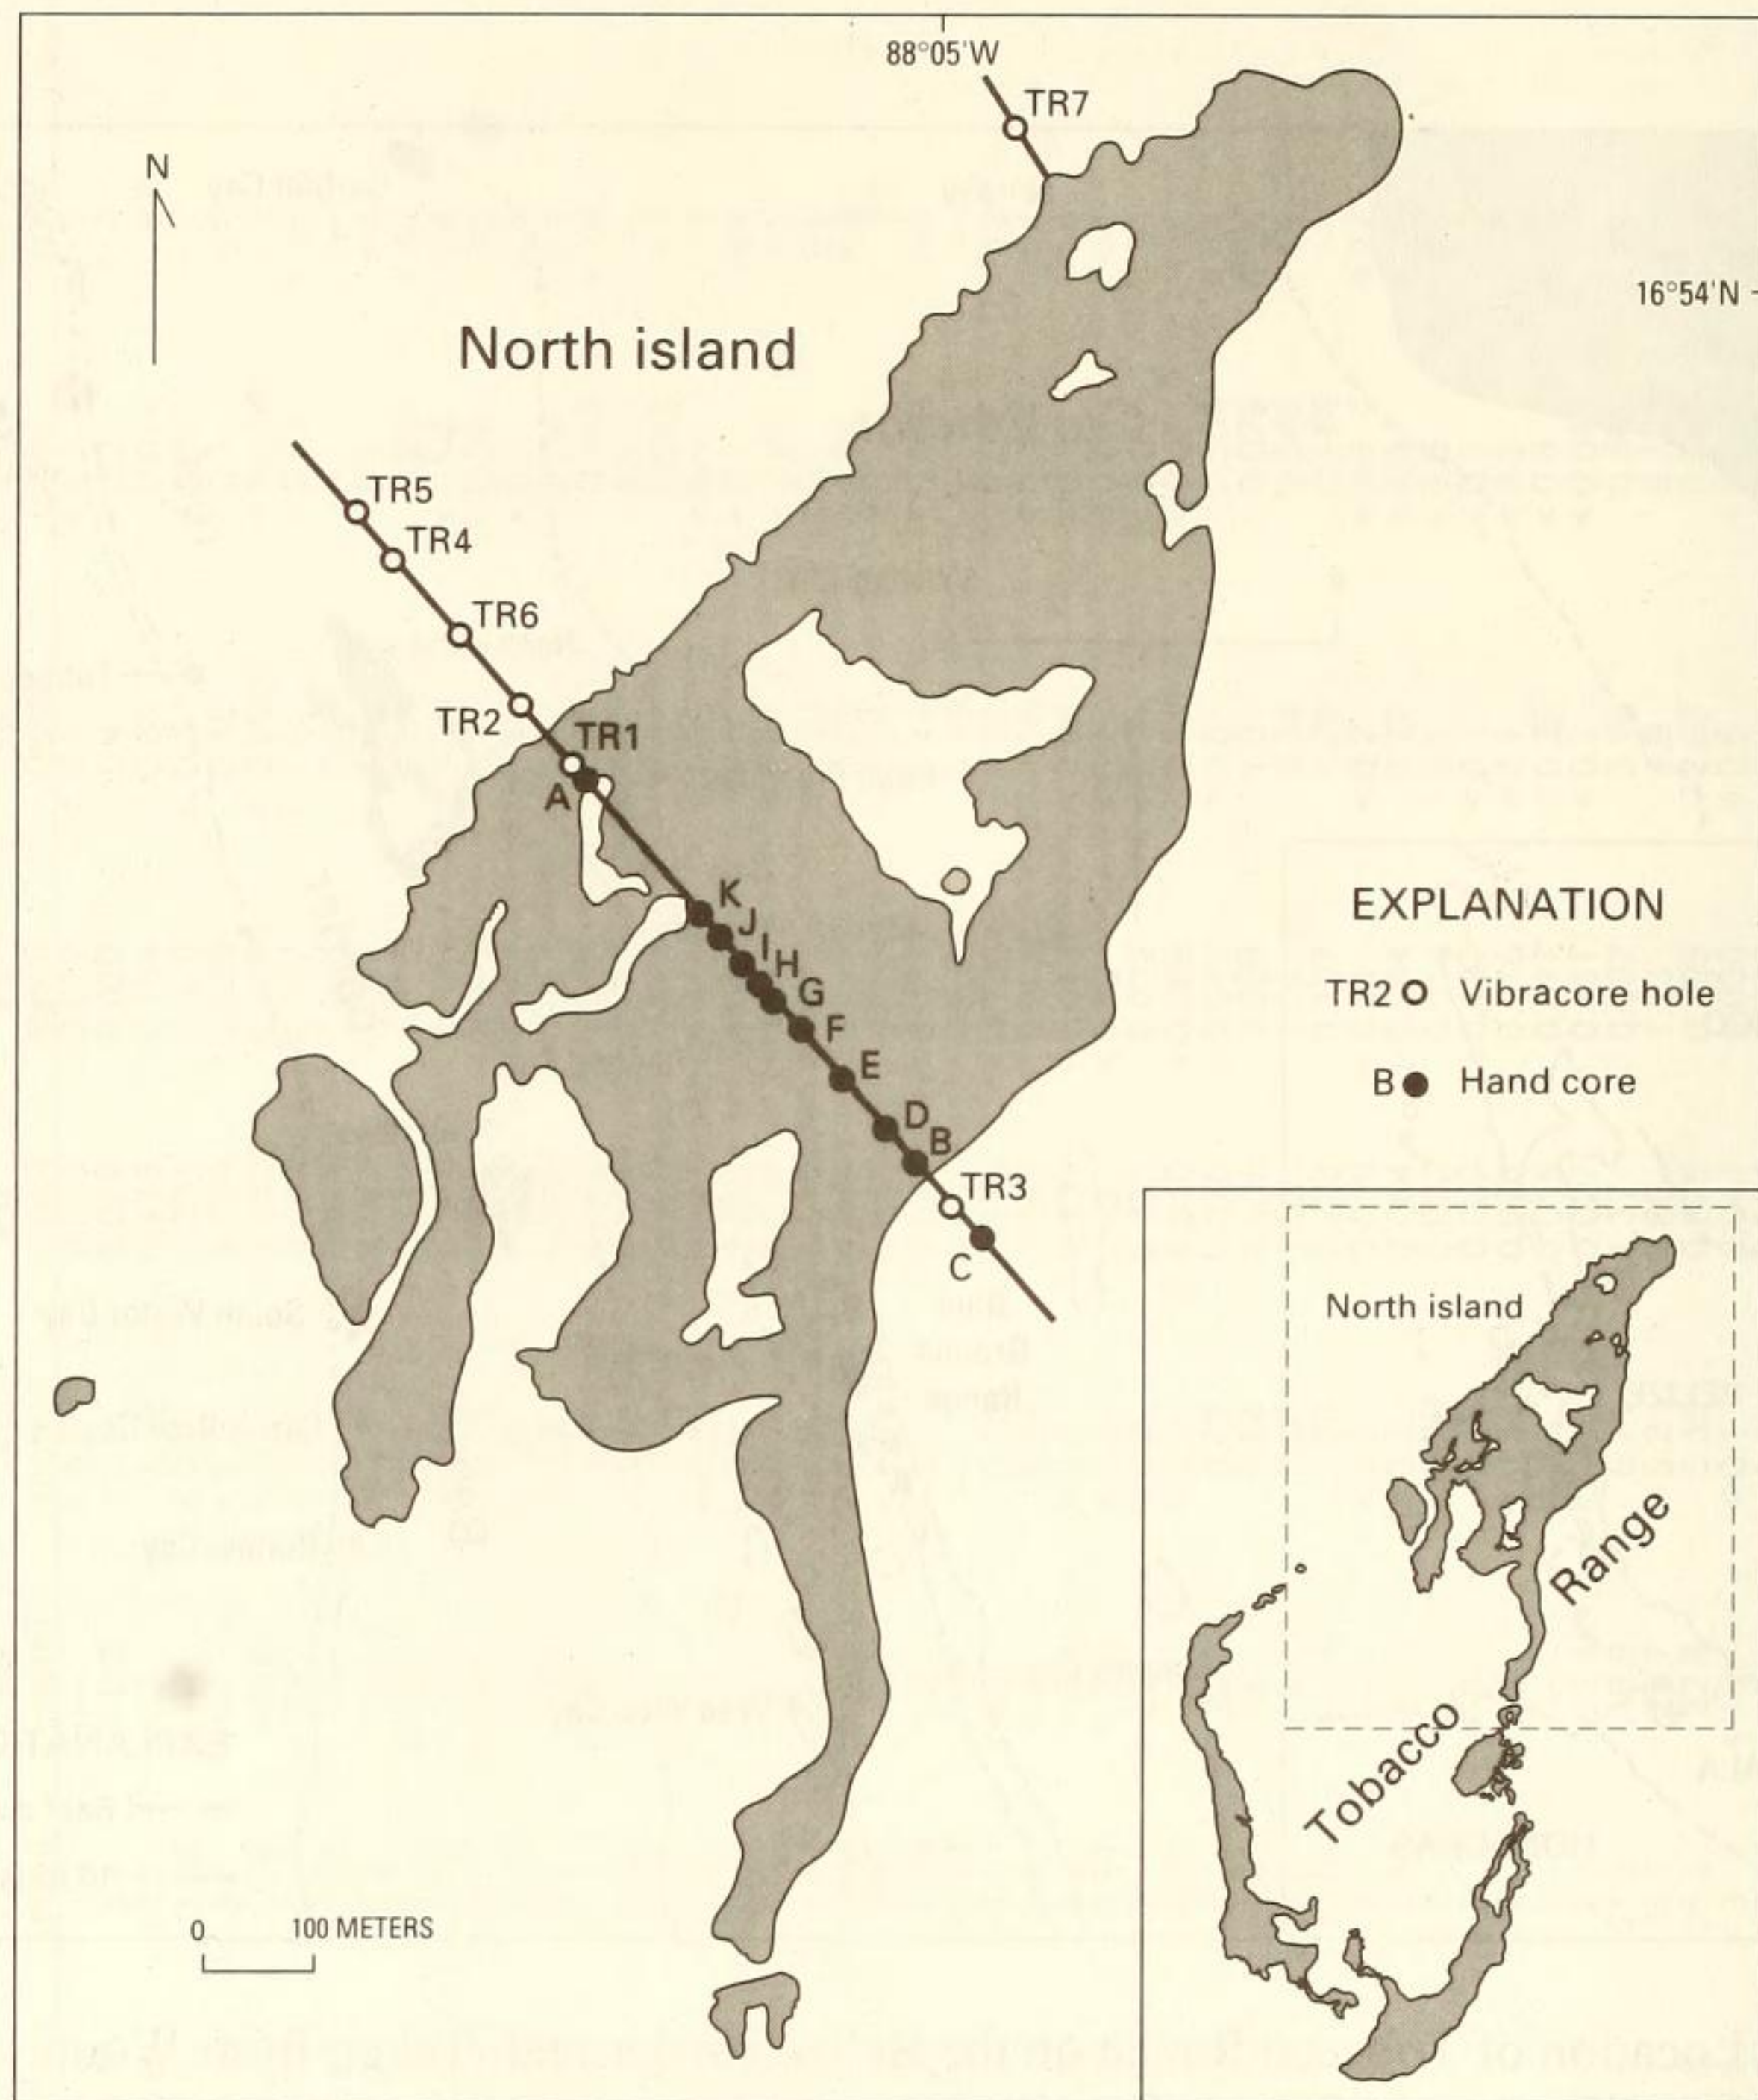 88°05'W
TR7
N
16°54'N
North island
TR5
TR4
TR6
TR2
TR1
A
K
J
I
H
G
F
E
D
B
TR3
C
EXPLANATION
TR2 Vibracore hole
B Hand core
North island
Range
Tobacco
0 100 METERS